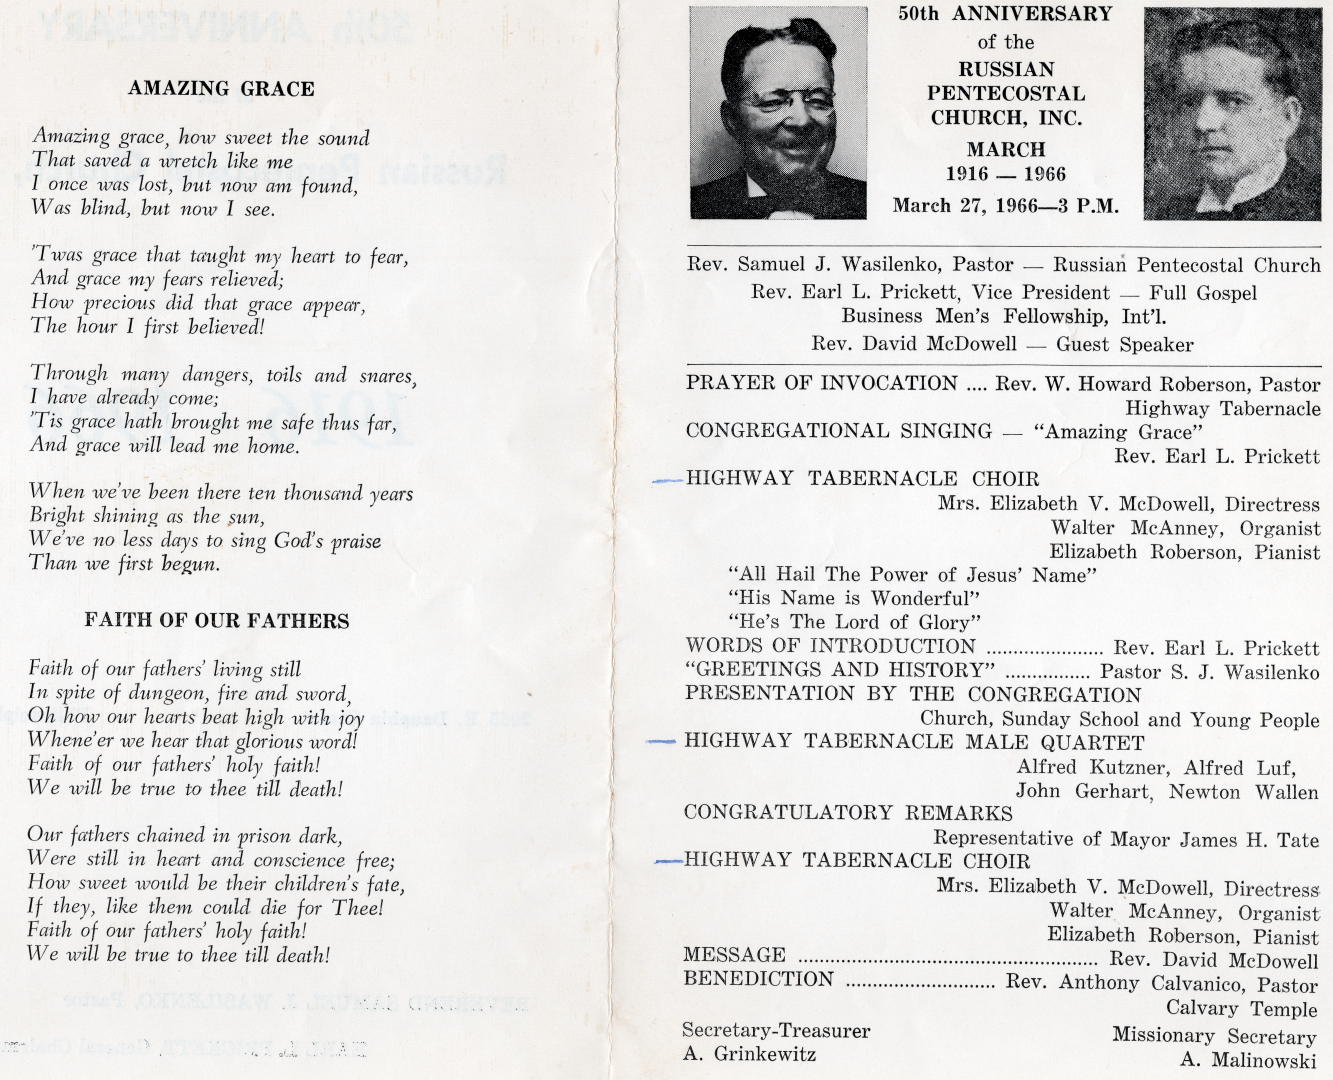 AMAZING GRACE
Amazing grace, how sweet the sound
That saved a wretch like me
I once was lost, but now am found,
Was blind, but now I see.
'Twas grace that taught my heart to fear,
And grace my fears relieved;
How precious did that grace appear,
The hour I first believed!
Through many dangers, toils and snares,
I have already come;
'Tis grace hath brought me safe thus far,
And grace will lead me home.
When we've been there ten thousand years
Bright shining as the sun,
We've no less days to sing God's praise
Than we first begun.
FAITH OF OUR FATHERS
Faith of our fathers' living still
In spite of dungeon, fire and sword,
Oh how our hearts beat high with joy
Whene'er we hear that glorious word!
Faith of our fathers' holy faith!
We will be true to thee till death!
Our fathers chained in prison dark,
Were still in heart and conscience free;
How sweet would be their children's fate,
If they, like them could die for Thee!
Faith of our fathers' holy faith!
We will be true to thee till death!
50th ANNIVERSARY
of the
RUSSIAN
PENTECOSTAL
CHURCH, INC.
MARCH
1916 — 1966
March 27, 1966—3 P.M.
Rev. Samuel J. Wasilenko, Pastor — Russian Pentecostal Church
Rev. Earl L. Prickett, Vice President — Full Gospel
Business Men's Fellowship, Int'l.
Rev. David McDowell — Guest Speaker
PRAYER OF INVOCATION .... Rev. W. Howard Roberson, Pastor
Highway Tabernacle
CONGREGATIONAL SINGING — "Amazing Grace"
Rev. Earl L. Prickett
HIGHWAY TABERNACLE CHOIR
Mrs. Elizabeth V. McDowell, Directress
Walter McAnney, Organist
Elizabeth Roberson, Pianist
"All Hail The Power of Jesus' Name"
"His Name is Wonderful"
"He's The Lord of Glory"
WORDS OF INTRODUCTION ....................... Rev. Earl L. Prickett
"GREETINGS AND HISTORY" ................. Pastor S. J. Wasilenko
PRESENTATION BY THE CONGREGATION
Church, Sunday School and Young People
HIGHWAY TABERNACLE MALE QUARTET
Alfred Kutzner, Alfred Luf,
John Gerhart, Newton Wallen
CONGRATULATORY REMARKS
Representative of Mayor James H. Tate
HIGHWAY TABERNACLE CHOIR
Mrs. Elizabeth V. McDowell, Directress
Walter McAnney, Organist
Elizabeth Roberson, Pianist
MESSAGE ............................................................ Rev. David McDowell
BENEDICTION .............................. Rev. Anthony Calvanico, Pastor
Calvary Temple
Secretary-Treasurer
A. Grinkewitz
Missionary Secretary
A. Malinowski